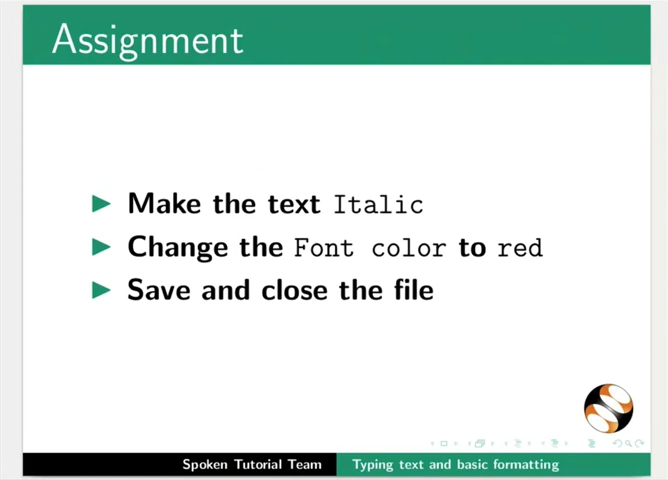 Assignment
Make the text Italic
Change the Font color to red
Save and close the file
Spoken Tutorial Team
Typing text and basic formatting